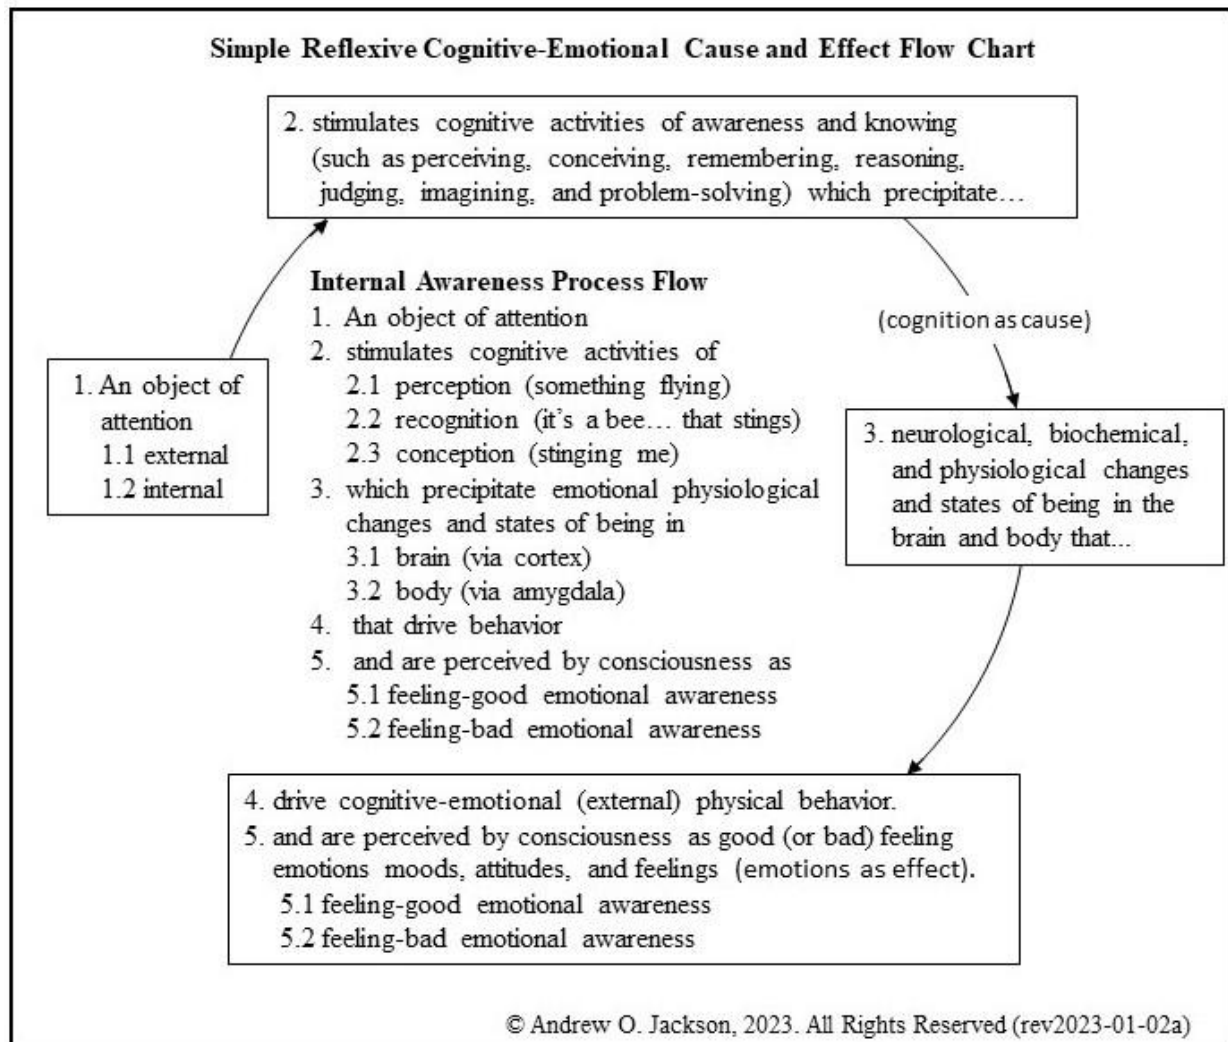 Simple Reflexive Cognitive-Emotional Cause and Effect Flow Chart
2. stimulates cognitive activities of awareness and knowing
(such as perceiving, conceiving, remembering, reasoning,
judging, imagining, and problem-solving) which precipitate…
(cognition as cause)
1. An object of
attention
1.1 external
1.2 internal
Internal Awareness Process Flow
1. An object of attention
2. stimulates cognitive activities of
2.1 perception (something flying)
2.2 recognition (it's a bee… that stings)
2.3 conception (stinging me)
3. which precipitate emotional physiological
changes and states of being in
3.1 brain (via cortex)
3.2 body (via amygdala)
4. that drive behavior
5. and are perceived by consciousness as
5.1 feeling-good emotional awareness
5.2 feeling-bad emotional awareness
3. neurological, biochemical,
and physiological changes
and states of being in the
brain and body that...
4. drive cognitive-emotional (external) physical behavior.
5. and are perceived by consciousness as good (or bad) feeling
emotions moods, attitudes, and feelings (emotions as effect).
5.1 feeling-good emotional awareness
5.2 feeling-bad emotional awareness
© Andrew O. Jackson, 2023. All Rights Reserved (rev2023-01-02a)